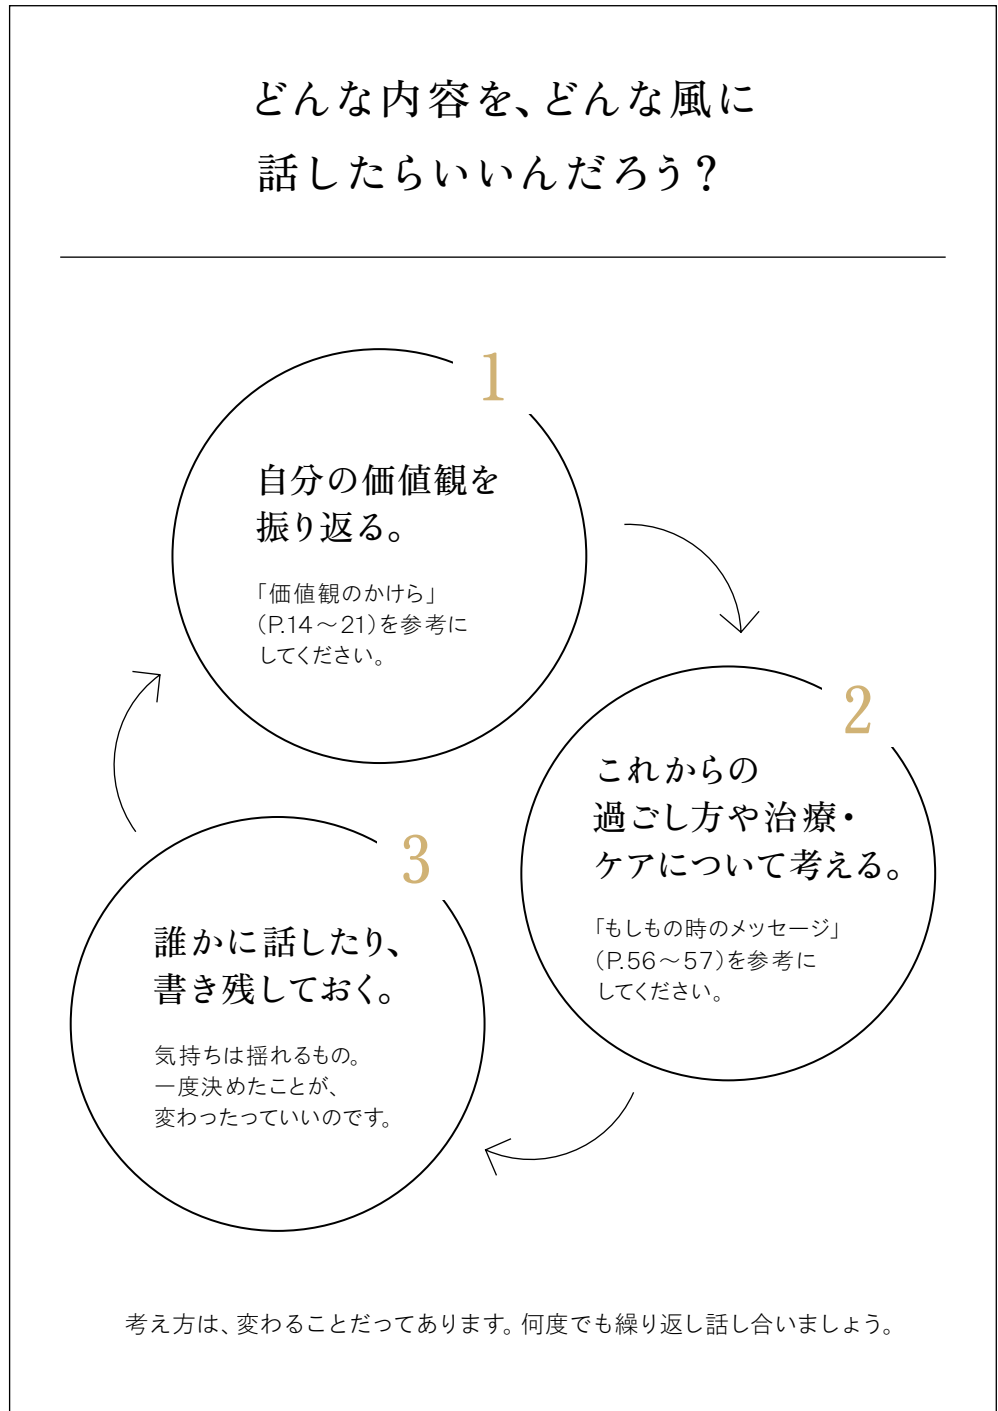 どんな内容を、どんな風に
話したらいいんだろう？
1
自分の価値観を
振り返る。
「価値観のかけら」
（P.14～21）を参考に
してください。
2
これからの
過ごし方や治療・
ケアについて考える。
「もしもの時のメッセージ」
（P.56～57）を参考に
してください。
3
誰かに話したり、
書き残しておく。
気持ちは揺れるもの。
一度決めたことが、
変わったっていいのです。
考え方は、変わることだってあります。何度でも繰り返し話し合いましょう。